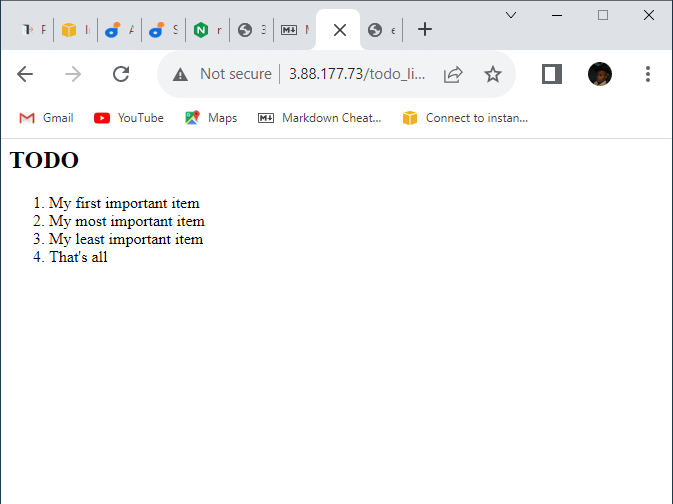 Not secure 3.88.177.73/todo_li...
Gmail YouTube Maps Markdown Cheat... Connect to instan...
TODO
1. My first important item
2. My most important item
3. My least important item
4. That's all